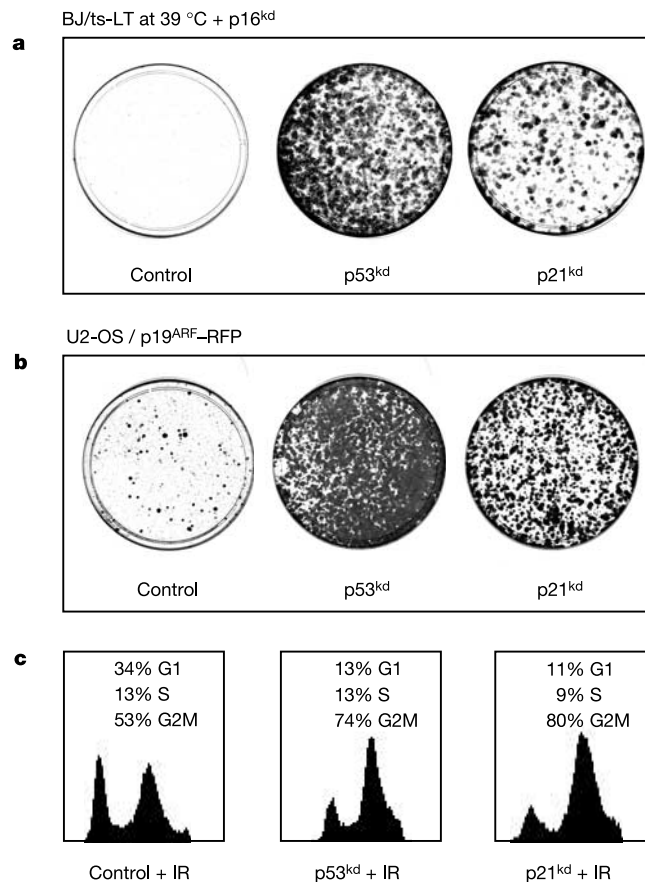 BJ/ts-LT at 39 °C + p16kd
a
Control p53kd p21kd
U2-OS / p19ARF–RFP
b
Control p53kd p21kd
c
34% G1 13% G1 11% G1
13% S 13% S 9% S
53% G2M 74% G2M 80% G2M
Control + IR p53kd + IR p21kd + IR